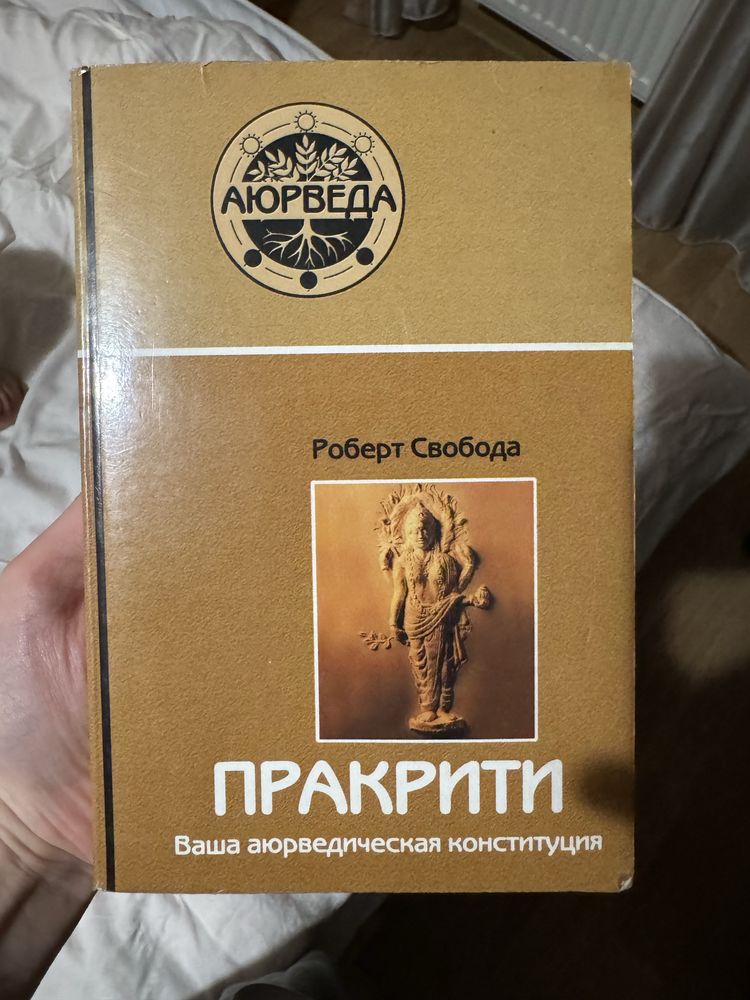 АЮРВЕДА
Роберт Свобода
ПРАКРИТИ
Ваша аюрведическая конституция